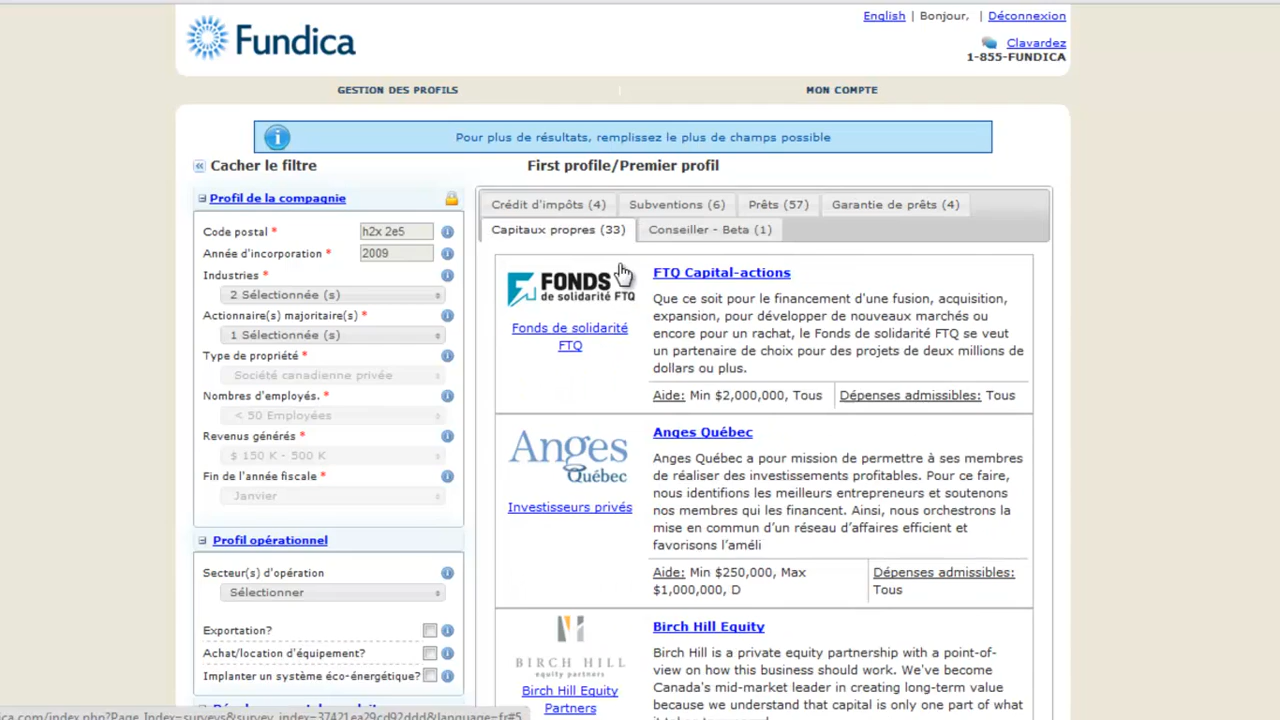 English | Bonjour, | Déconnexion
Fundica
Clavardez
1-855-FUNDICA
GESTION DES PROFILS
MON COMPTE
Pour plus de résultats, remplissez le plus de champs possible
« Cacher le filtre
First profile/Premier profil
Profil de la compagnie
Code postal * h2x 2e5
Année d'incorporation * 2009
Industries *
2 Sélectionnée (s)
Actionnaire(s) majoritaire(s) *
1 Sélectionnée (s)
Type de propriété *
Société canadienne privée
Nombres d'employés. *
< 50 Employées
Revenus générés *
$ 150 K - 500 K
Fin de l'année fiscale *
Janvier
Profil opérationnel
Secteur(s) d'opération
Sélectionner
Exportation?
Achat/location d'équipement?
Implanter un système éco-énergétique?
Crédit d'impôts (4) Subventions (6) Prêts (57) Garantie de prêts (4)
Capitaux propres (33) Conseiller - Beta (1)
FONDS
de solidarité FTQ
Fonds de solidarité
FTQ
FTQ Capital-actions
Que ce soit pour le financement d'une fusion, acquisition,
expansion, pour développer de nouveaux marchés ou
encore pour un rachat, le Fonds de solidarité FTQ se veut
un partenaire de choix pour des projets de deux millions de
dollars ou plus.
Aide: Min $2,000,000, Tous
Dépenses admissibles: Tous
Anges
Québec
Investisseurs privés
Anges Québec
Anges Québec a pour mission de permettre à ses membres
de réaliser des investissements profitables. Pour ce faire,
nous identifions les meilleurs entrepreneurs et soutenons
nos membres qui les financent. Ainsi, nous orchestrons la
mise en commun d'un réseau d'affaires efficient et
favorisons l'améli
Aide: Min $250,000, Max
$1,000,000, D
Dépenses admissibles:
Tous
BIRCH HILL
equity partners
Birch Hill Equity
Partners
Birch Hill Equity
Birch Hill is a private equity partnership with a point-of-
view on how this business should work. We've become
Canada's mid-market leader in creating long-term value
because we understand that capital is only one part of what